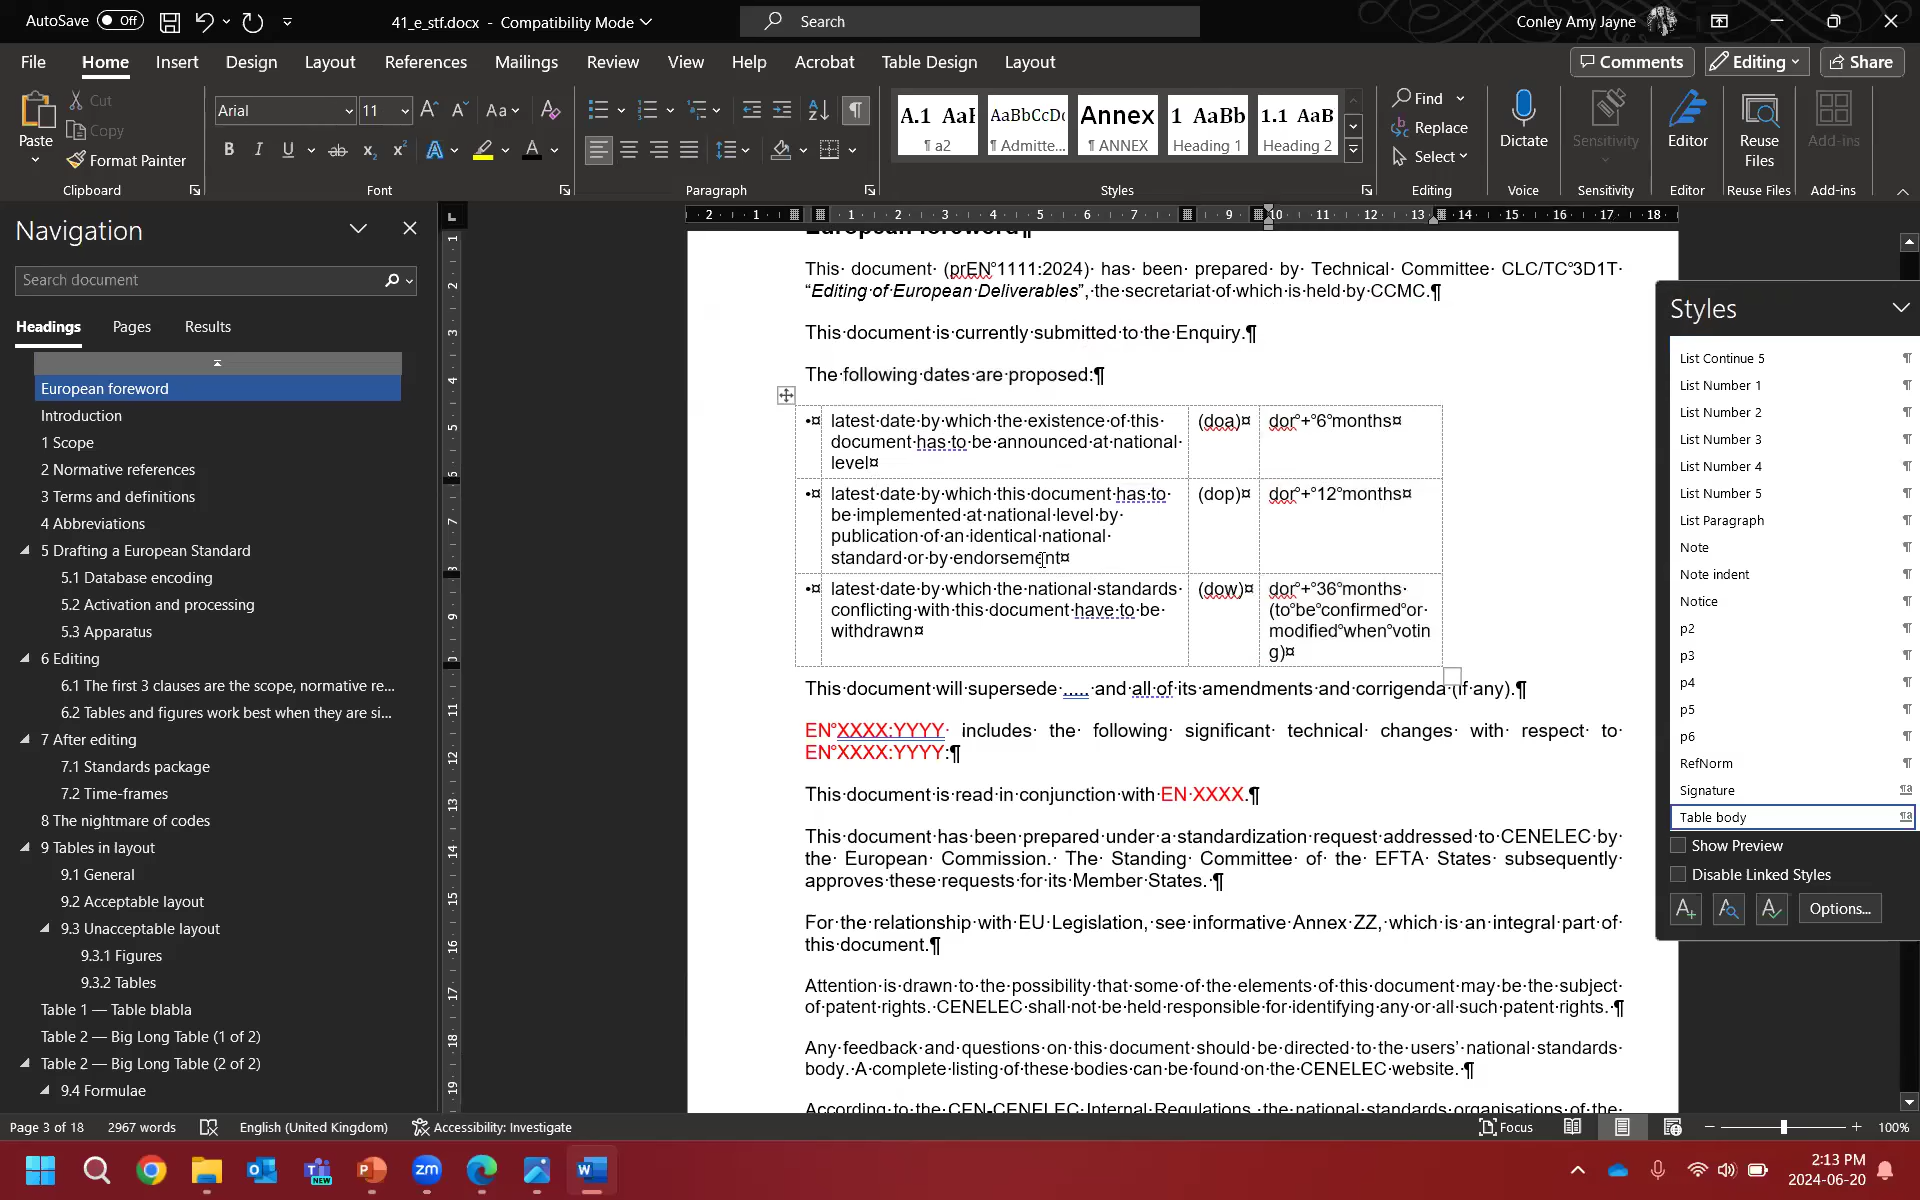 AutoSave Off 41_e_stf.docx - Compatibility Mode Search Conley Amy Jayne
File Home Insert Design Layout References Mailings Review View Help Acrobat Table Design Layout Comments Editing Share
Paste
Cut
Copy
Format Painter
Arial 11
A.1 AaB AaBbCcDc Annex 1 AaBb 1.1 AaB
¶ a2 ¶ Admitte... ¶ ANNEX Heading 1 Heading 2
Find
Replace
Select
Dictate
Sensitivity
Editor
Reuse
Files
Add-ins
Clipboard Font Paragraph Styles Editing Voice Sensitivity Editor Reuse Files Add-ins
Navigation
Search document
Headings Pages Results
European foreword
Introduction
1 Scope
2 Normative references
3 Terms and definitions
4 Abbreviations
5 Drafting a European Standard
5.1 Database encoding
5.2 Activation and processing
5.3 Apparatus
6 Editing
6.1 The first 3 clauses are the scope, normative re...
6.2 Tables and figures work best when they are si...
7 After editing
7.1 Standards package
7.2 Time-frames
8 The nightmare of codes
9 Tables in layout
9.1 General
9.2 Acceptable layout
9.3 Unacceptable layout
9.3.1 Figures
9.3.2 Tables
Table 1 — Table blabla
Table 2 — Big Long Table (1 of 2)
Table 2 — Big Long Table (2 of 2)
9.4 Formulae
European foreword¶
This· document· (prEN°1111:2024)· has· been· prepared· by· Technical· Committee· CLC/TC°3D1T·
“Editing·of·European·Deliverables”,·the·secretariat·of·which·is·held·by·CCMC.¶
This·document·is·currently·submitted·to·the·Enquiry.¶
The·following·dates·are·proposed:¶
•¤ latest·date·by·which·the·existence·of·this· (doa)¤ dor°+°6°months¤
document·has·to·be·announced·at·national·
level¤
•¤ latest·date·by·which·this·document·has·to· (dop)¤ dor°+°12°months¤
be·implemented·at·national·level·by·
publication·of·an·identical·national·
standard·or·by·endorsement¤
•¤ latest·date·by·which·the·national·standards· (dow)¤ dor°+°36°months·
conflicting·with·this·document·have·to·be· (to°be°confirmed°or·
withdrawn¤ modified°when°votin
g)¤
This·document·will·supersede·.....·and·all·of·its·amendments·and·corrigenda·(if·any).¶
EN°XXXX:YYYY· includes· the· following· significant· technical· changes· with· respect· to·
EN°XXXX:YYYY:¶
This·document·is·read·in·conjunction·with·EN·XXXX.¶
This·document·has·been·prepared·under·a·standardization·request·addressed·to·CENELEC·by·
the· European· Commission.· The· Standing· Committee· of· the· EFTA· States· subsequently·
approves·these·requests·for·its·Member·States.·¶
For·the·relationship·with·EU·Legislation,·see·informative·Annex·ZZ,·which·is·an·integral·part·of·
this·document.¶
Attention·is·drawn·to·the·possibility·that·some·of·the·elements·of·this·document·may·be·the·subject·
of·patent·rights.·CENELEC·shall·not·be·held·responsible·for·identifying·any·or·all·such·patent·rights.·¶
Any·feedback·and·questions·on·this·document·should·be·directed·to·the·users’·national·standards·
body.·A·complete·listing·of·these·bodies·can·be·found·on·the·CENELEC·website.·¶
According·to·the·CEN-CENELEC·Internal·Regulations,·the·national·standards·organisations·of·the·
Styles
List Continue 5
List Number 1
List Number 2
List Number 3
List Number 4
List Number 5
List Paragraph
Note
Note indent
Notice
p2
p3
p4
p5
p6
RefNorm
Signature
Table body
Show Preview
Disable Linked Styles
Options...
Page 3 of 18 2967 words English (United Kingdom) Accessibility: Investigate Focus 100%
2:13 PM
2024-06-20